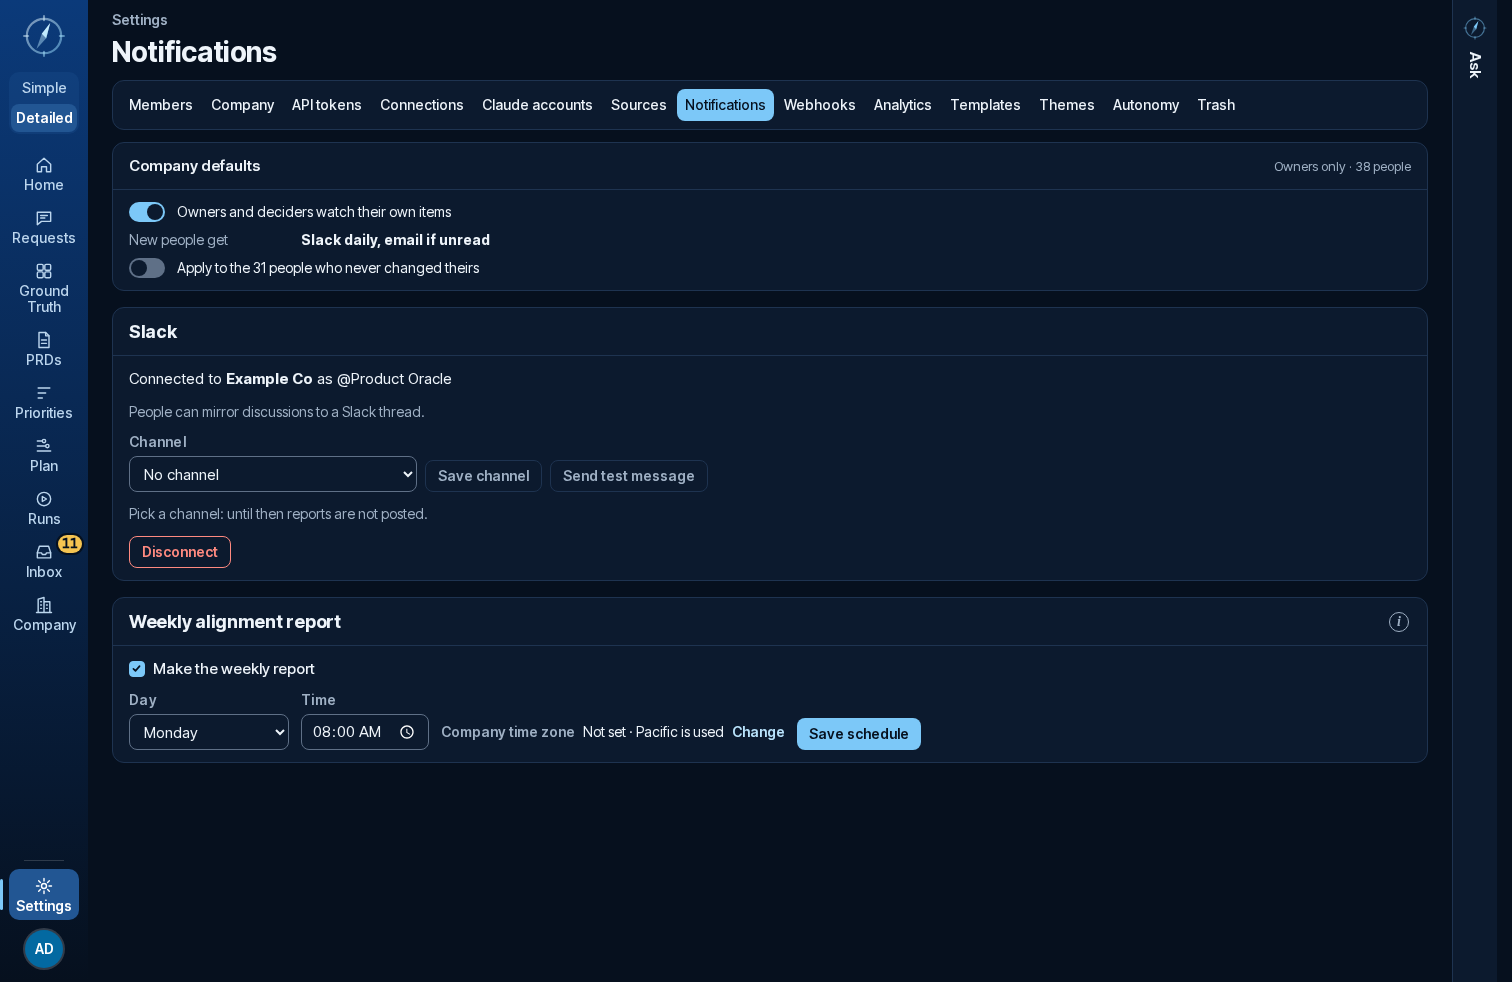 Settings
Notifications
Simple
Detailed
Home
Requests
Ground
Truth
PRDs
Priorities
Plan
Runs
11
Inbox
Company
Settings
AD
Members Company API tokens Connections Claude accounts Sources Notifications Webhooks Analytics Templates Themes Autonomy Trash
Company defaults
Owners only · 38 people
Owners and deciders watch their own items
New people get Slack daily, email if unread
Apply to the 31 people who never changed theirs
Slack
Connected to Example Co as @Product Oracle
People can mirror discussions to a Slack thread.
Channel
No channel Save channel Send test message
Pick a channel: until then reports are not posted.
Disconnect
Weekly alignment report
i
Make the weekly report
Day Time
Monday 08:00 AM Company time zone Not set · Pacific is used Change Save schedule
Ask